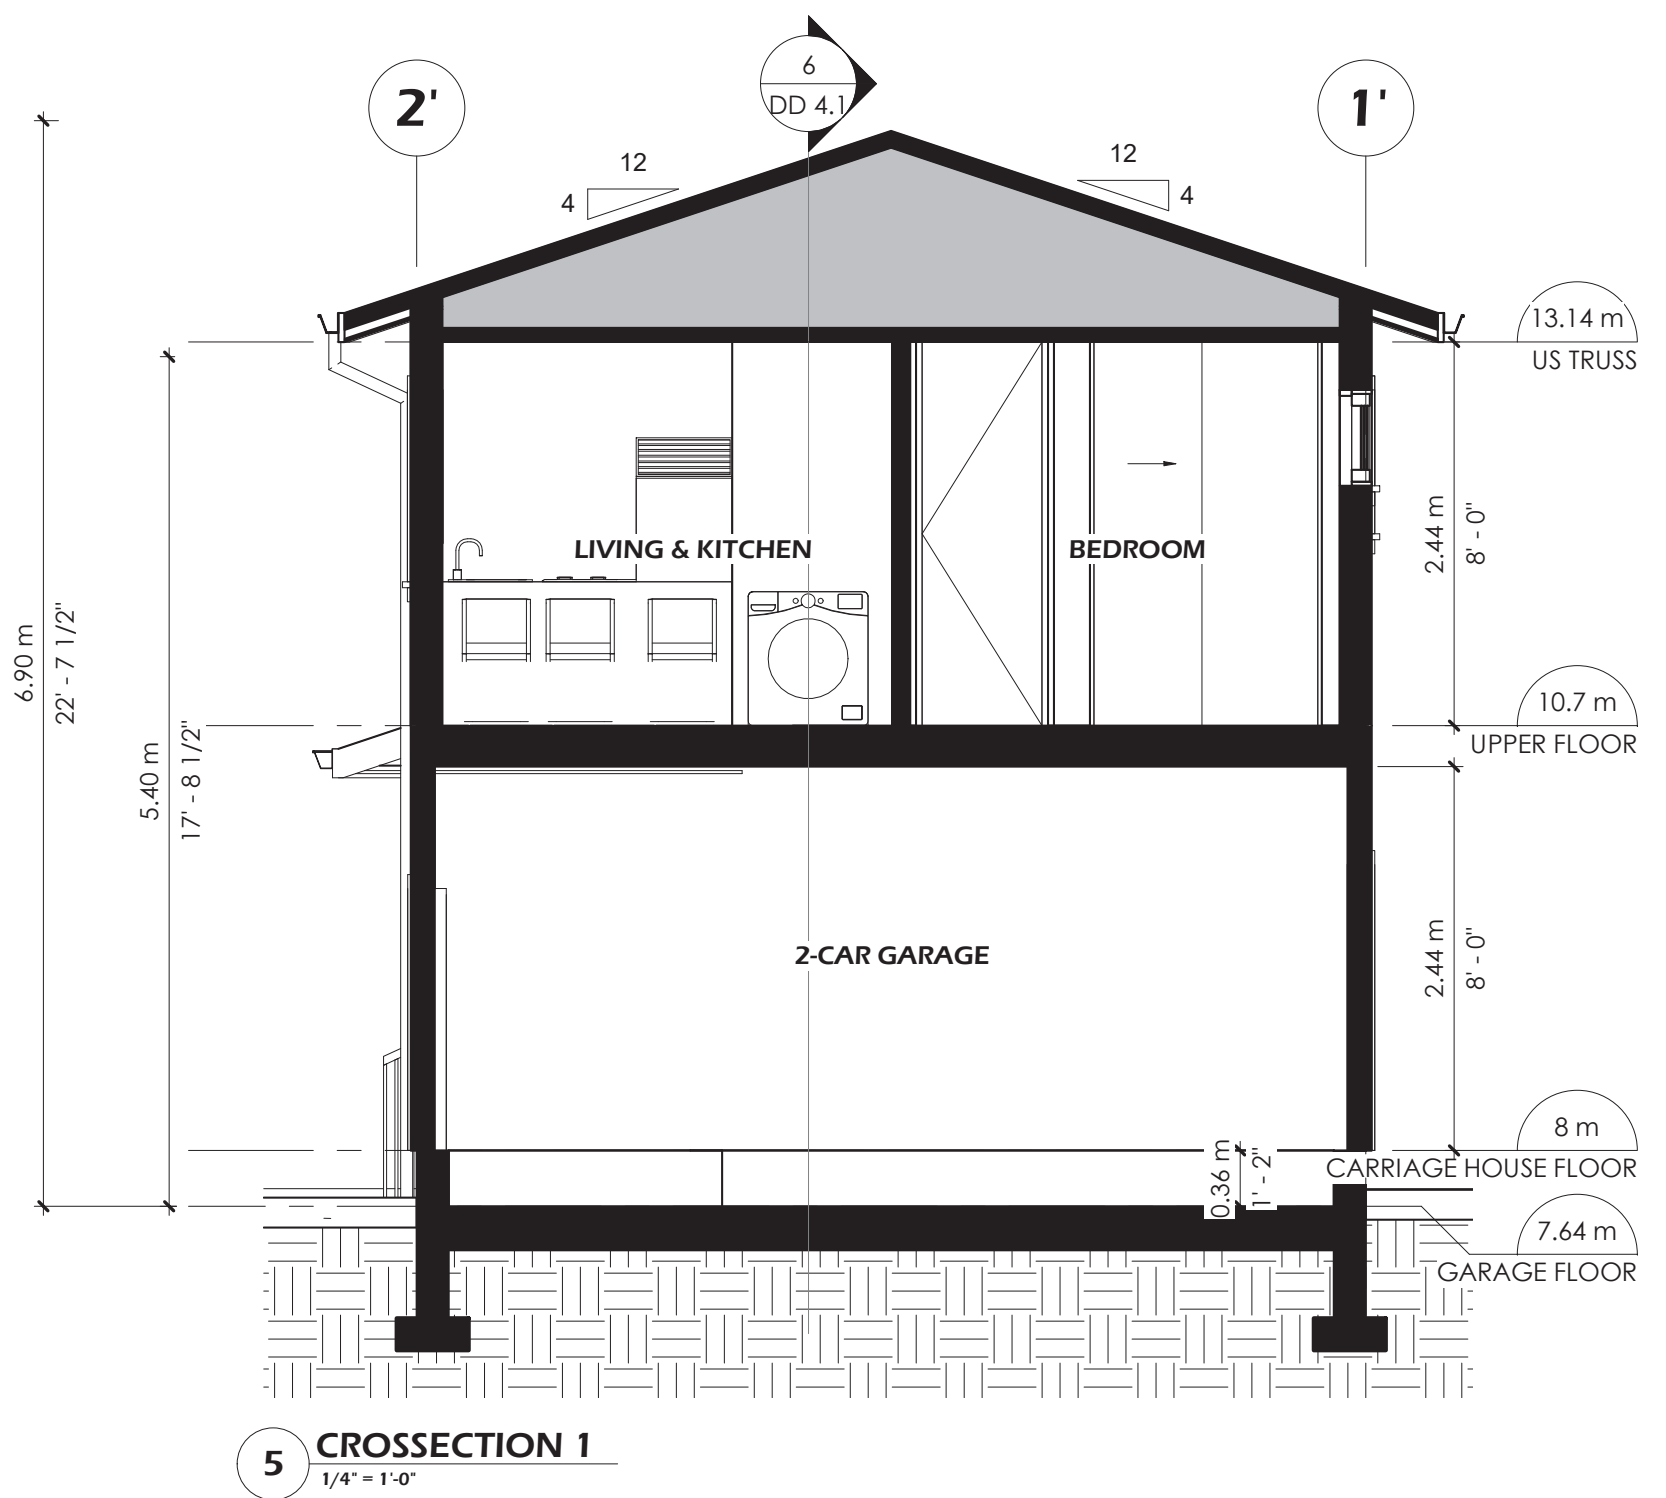 6
DD 4.1
2'
1'
12
4
12
4
13.14 m
US TRUSS
2.44 m
8' - 0"
LIVING & KITCHEN
BEDROOM
6.90 m
22' - 7 1/2"
5.40 m
17' - 8 1/2"
10.7 m
UPPER FLOOR
2.44 m
8' - 0"
2-CAR GARAGE
8 m
CARRIAGE HOUSE FLOOR
0.36 m
1' - 2"
7.64 m
GARAGE FLOOR
5
CROSSECTION 1
1/4" = 1'-0"